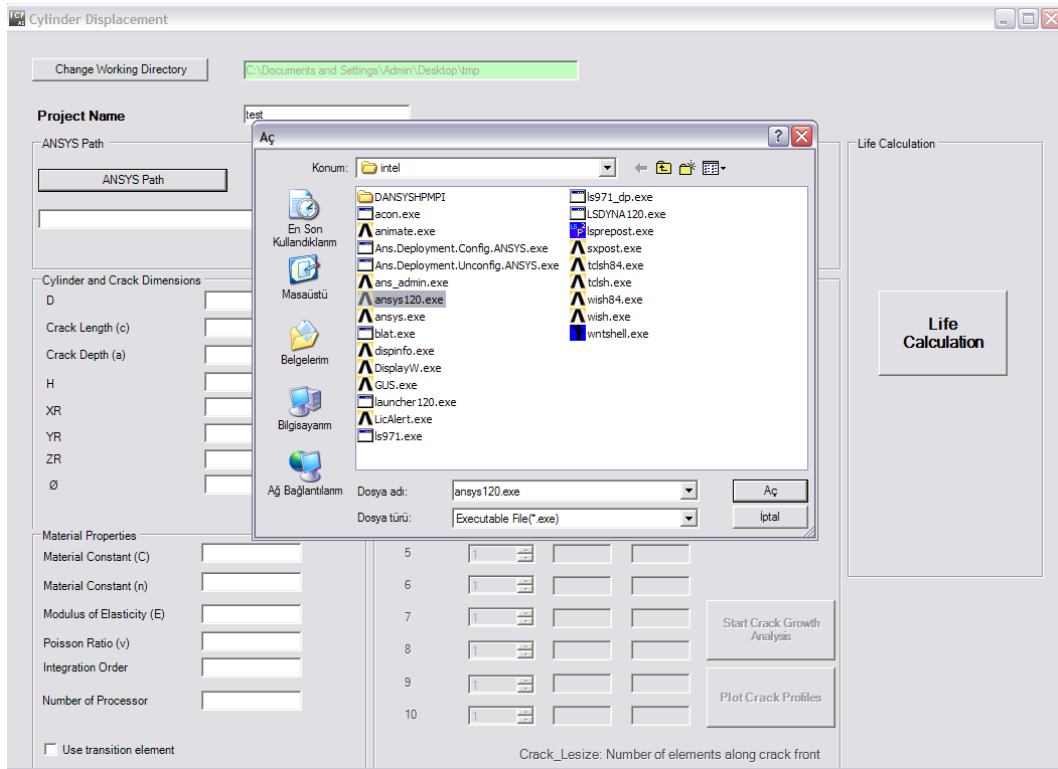 FCP AS Cylinder Displacement
Change Working Directory
C:\Documents and Settings\Admin\Desktop\tmp
Project Name
test
ANSYS Path
ANSYS Path
Life Calculation
Life
Calculation
Cylinder and Crack Dimensions
D
Crack Length (c)
Crack Depth (a)
H
XR
YR
ZR
Ø
Aç
Konum:
intel
En Son
Kullandıklarım
Masaüstü
Belgelerim
Bilgisayarım
Ağ Bağlantılarım
DANSYSHPMPI
acon.exe
animate.exe
Ans.Deployment.Config.ANSYS.exe
Ans.Deployment.Unconfig.ANSYS.exe
ans_admin.exe
ansys120.exe
ansys.exe
blat.exe
dispinfo.exe
DisplayW.exe
GUS.exe
launcher120.exe
LicAlert.exe
ls971.exe
ls971_dp.exe
LSDYNA120.exe
lsprepost.exe
sxpost.exe
tclsh84.exe
tclsh.exe
wish84.exe
wish.exe
wntshell.exe
Dosya adı:
ansys120.exe
Aç
Dosya türü:
Executable File(*.exe)
İptal
Material Properties
Material Constant (C)
Material Constant (n)
Modulus of Elasticity (E)
Poisson Ratio (v)
Integration Order
Number of Processor
Use transition element
5 1
6 1
7 1
8 1
9 1
10 1
Start Crack Growth
Analysis
Plot Crack Profiles
Crack_Lesize: Number of elements along crack front